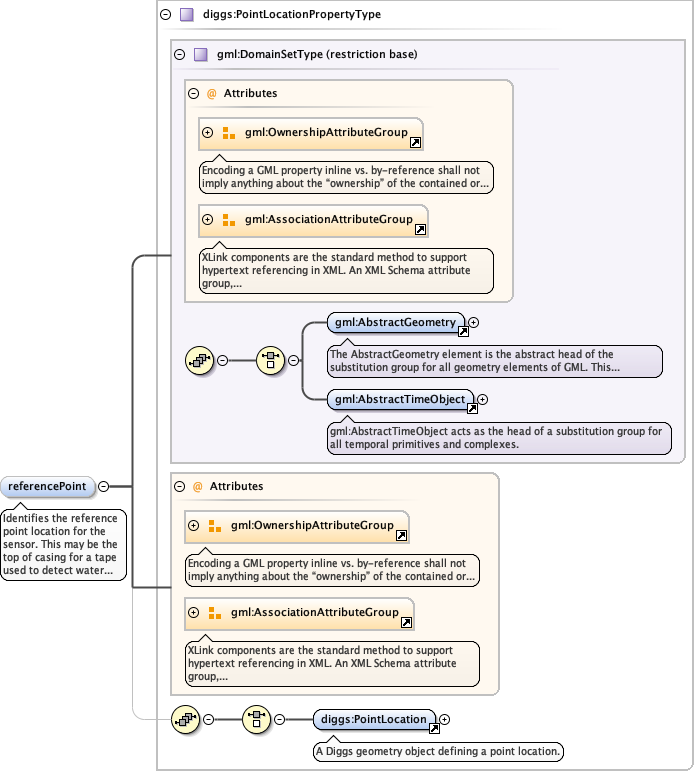 diggs:PointLocationPropertyType
gml:DomainSetType (restriction base)
@ Attributes
gml:OwnershipAttributeGroup
Encoding a GML property inline vs. by-reference shall not
imply anything about the “ownership” of the contained or...
gml:AssociationAttributeGroup
XLink components are the standard method to support
hypertext referencing in XML. An XML Schema attribute
group,...
gml:AbstractGeometry
The AbstractGeometry element is the abstract head of the
substitution group for all geometry elements of GML. This...
gml:AbstractTimeObject
gml:AbstractTimeObject acts as the head of a substitution group for
all temporal primitives and complexes.
referencePoint
Identifies the reference
point location for the
sensor. This may be the
top of casing for a tape
used to detect water...
@ Attributes
gml:OwnershipAttributeGroup
Encoding a GML property inline vs. by-reference shall not
imply anything about the “ownership” of the contained or...
gml:AssociationAttributeGroup
XLink components are the standard method to support
hypertext referencing in XML. An XML Schema attribute
group,...
diggs:PointLocation
A Diggs geometry object defining a point location.